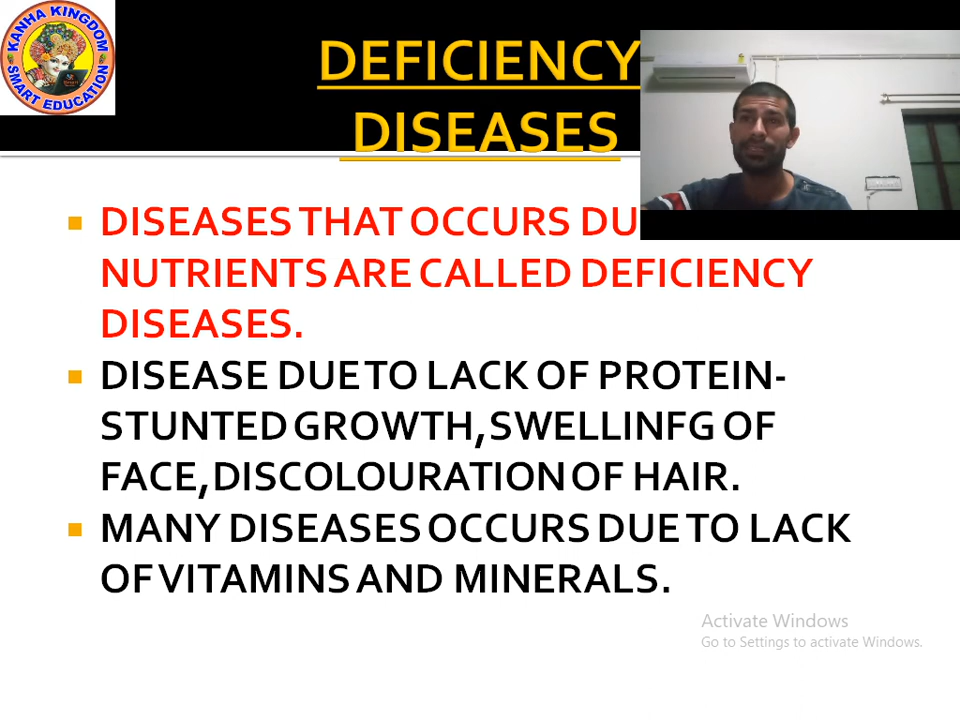 KANHA KINGDOM
SMART EDUCATION
DEFICIENCY
DISEASES
DISEASES THAT OCCURS DU
NUTRIENTS ARE CALLED DEFICIENCY
DISEASES.
DISEASE DUE TO LACK OF PROTEIN-
STUNTED GROWTH,SWELLINFG OF
FACE,DISCOLOURATION OF HAIR.
MANY DISEASES OCCURS DUE TO LACK
OF VITAMINS AND MINERALS.
Activate Windows
Go to Settings to activate Windows.